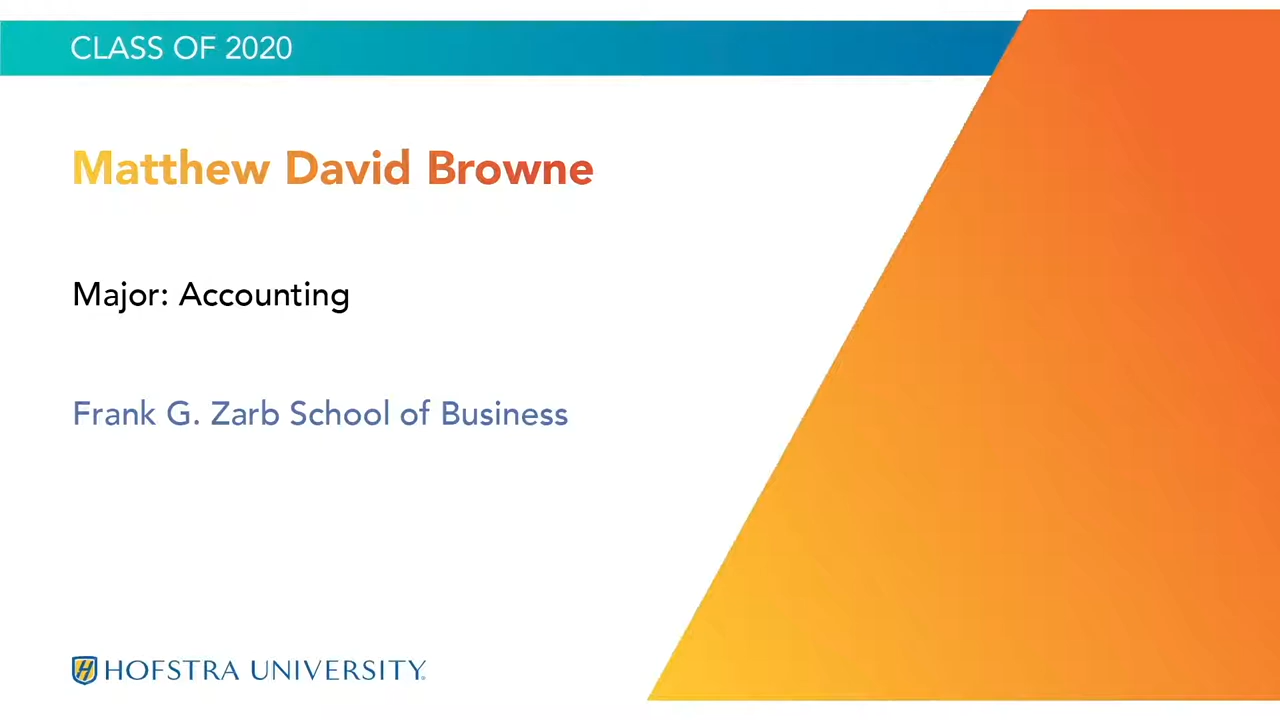 CLASS OF 2020
Matthew David Browne
Major: Accounting
Frank G. Zarb School of Business
HOFSTRA UNIVERSITY®